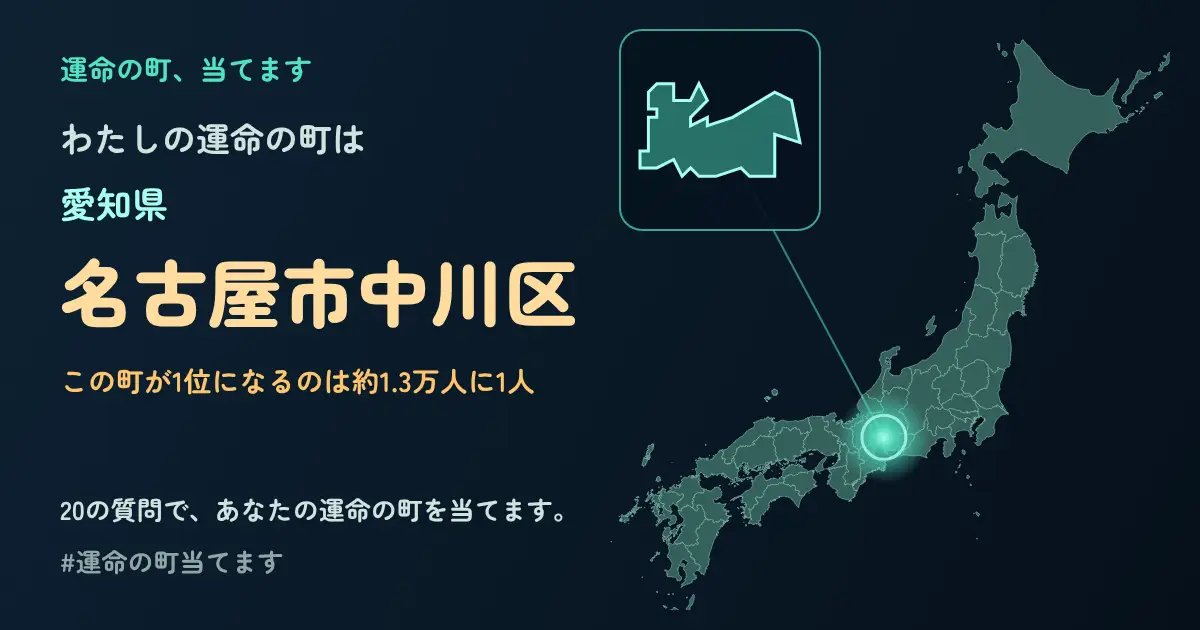 運命の町、当てます
わたしの運命の町は
愛知県
名古屋市中川区
この町が1位になるのは約1.3万人に1人
20の質問で、あなたの運命の町を当てます。
#運命の町当てます